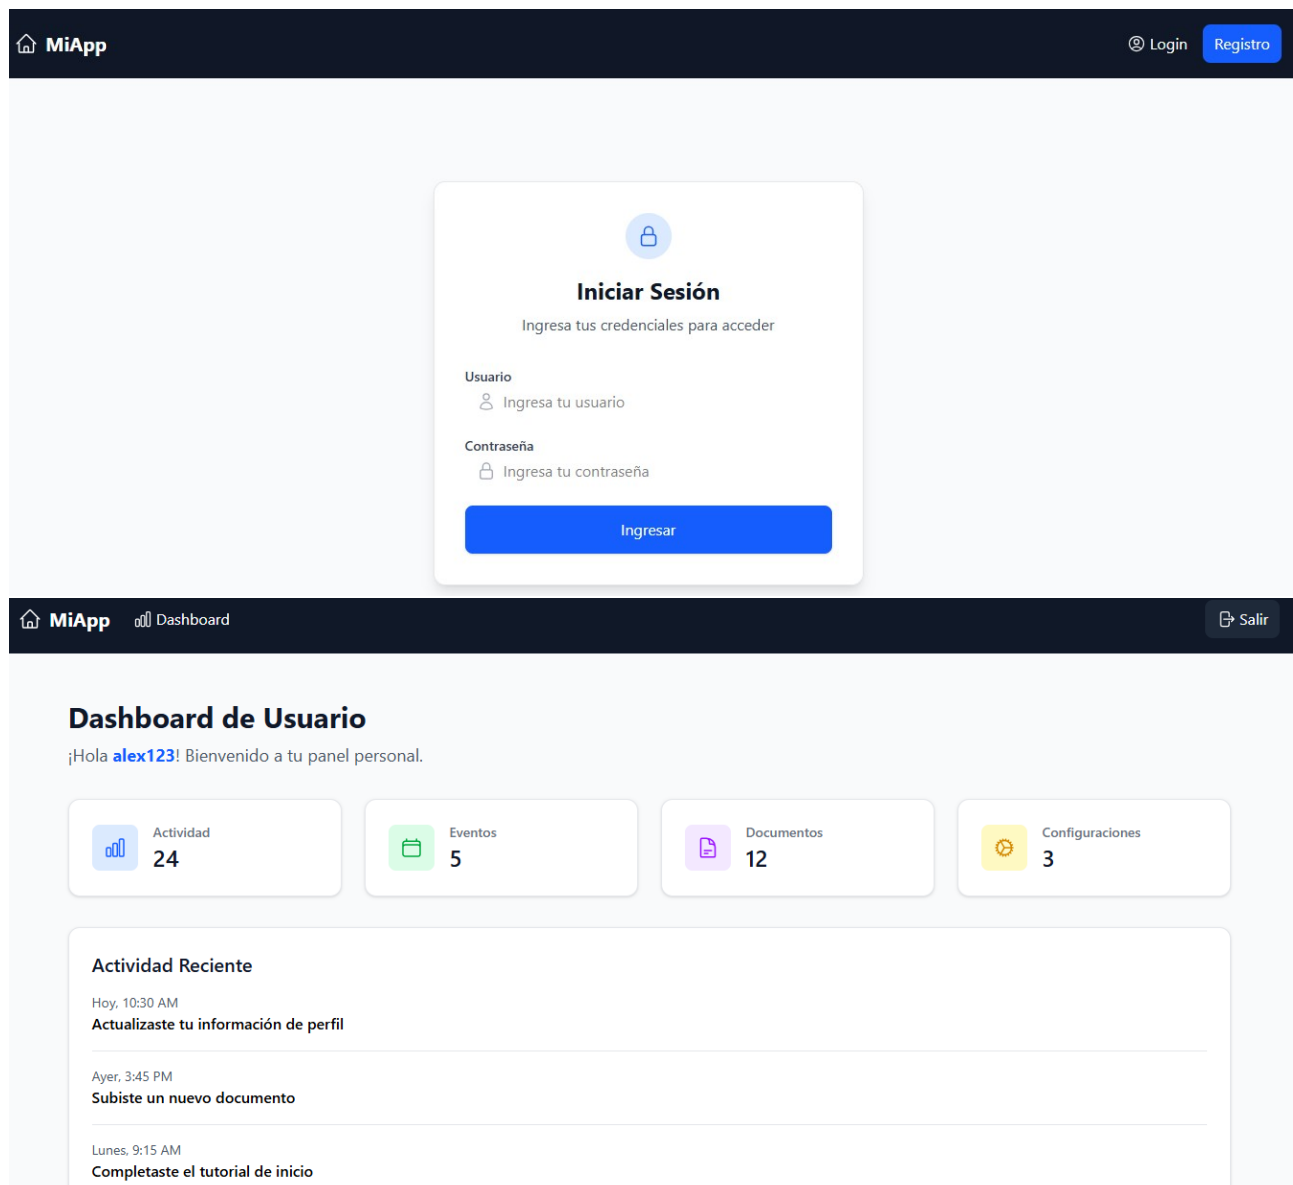 MiApp Login Registro
Iniciar Sesión
Ingresa tus credenciales para acceder
Usuario
Ingresa tu usuario
Contraseña
Ingresa tu contraseña
Ingresar
MiApp Dashboard Salir
Dashboard de Usuario
¡Hola alex123! Bienvenido a tu panel personal.
Actividad
24
Eventos
5
Documentos
12
Configuraciones
3
Actividad Reciente
Hoy, 10:30 AM
Actualizaste tu información de perfil
Ayer, 3:45 PM
Subiste un nuevo documento
Lunes, 9:15 AM
Completaste el tutorial de inicio